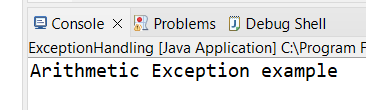 Console Problems Debug Shell
ExceptionHandling [Java Application] C:\Program F
Arithmetic Exception example